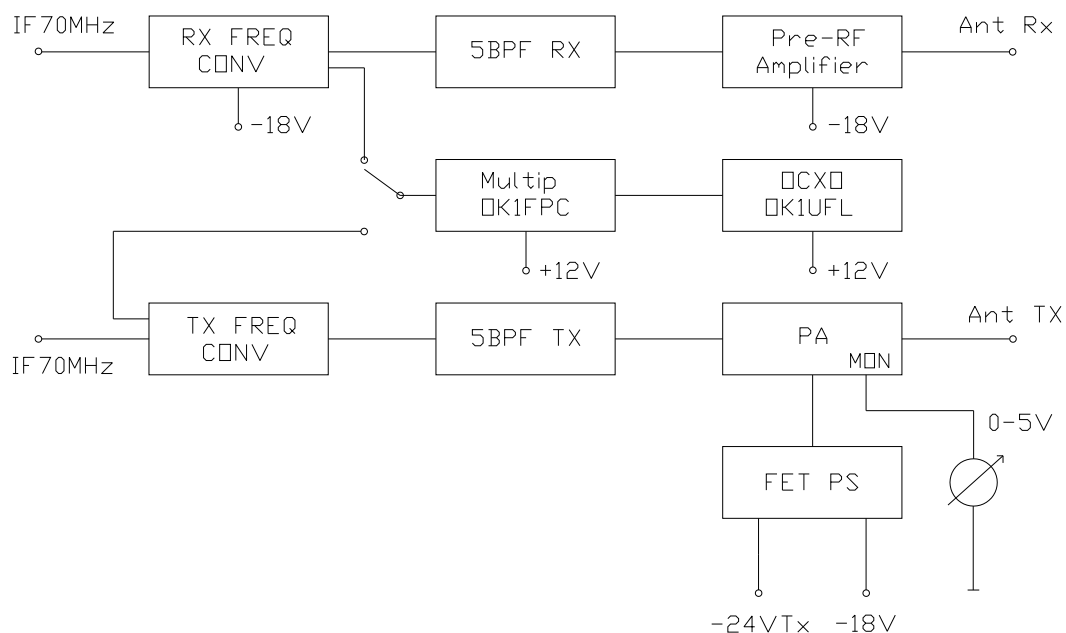 IF70MHz
RX FREQ
CONV
5BPF RX
Pre-RF
Amplifier
Ant Rx
-18V
-18V
Multip
OK1FPC
OCXO
OK1UFL
+12V
+12V
IF70MHz
TX FREQ
CONV
5BPF TX
PA
MON
Ant TX
0-5V
FET PS
-24VTx
-18V